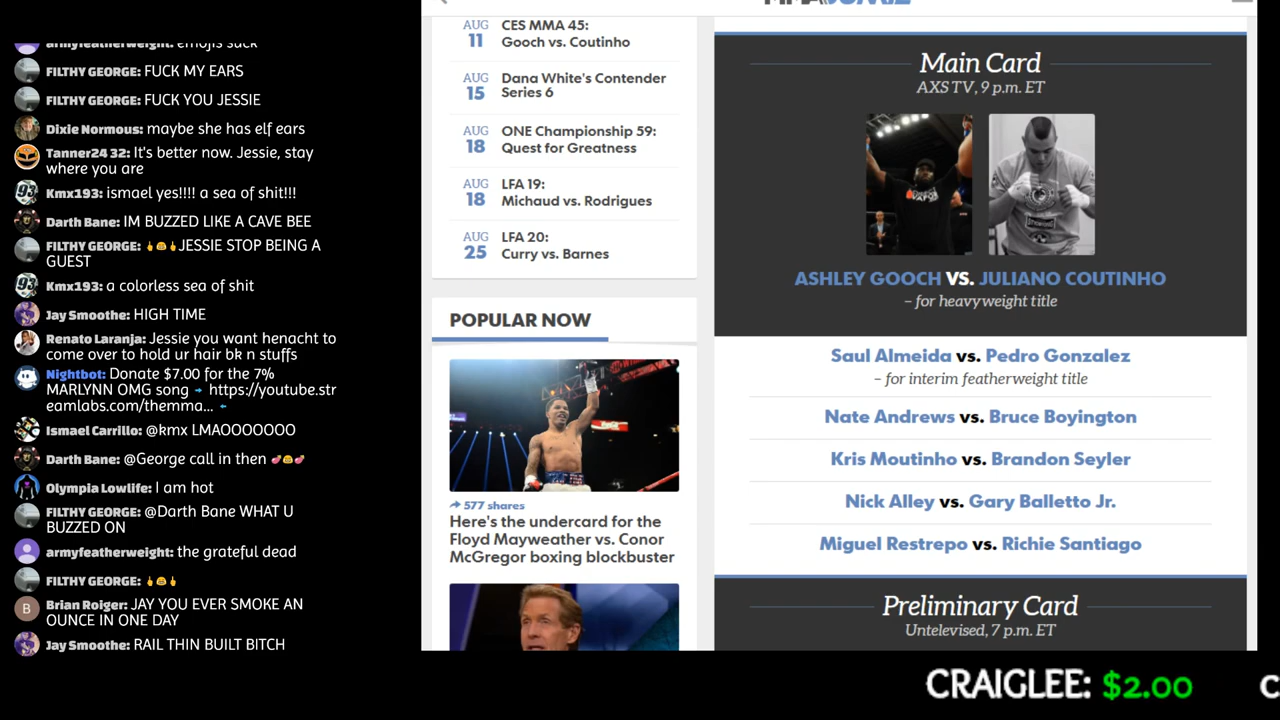 armyfeatherweight: emojis suck
FILTHY GEORGE: FUCK MY EARS
FILTHY GEORGE: FUCK YOU JESSIE
Dixie Normous: maybe she has elf ears
Tanner24 32: It's better now. Jessie, stay
where you are
Kmx193: ismael yes!!!! a sea of shit!!!
Darth Bane: IM BUZZED LIKE A CAVE BEE
FILTHY GEORGE: 🖕😬🖕JESSIE STOP BEING A
GUEST
Kmx193: a colorless sea of shit
Jay Smoothe: HIGH TIME
Renato Laranja: Jessie you want henacht to
come over to hold ur hair bk n stuffs
Nightbot: Donate $7.00 for the 7%
MARLYNN OMG song → https://youtube.str
eamlabs.com/themma... ←
Ismael Carrillo: @kmx LMAOOOOOOO
Darth Bane: @George call in then
Olympia Lowlife: I am hot
FILTHY GEORGE: @Darth Bane WHAT U
BUZZED ON
armyfeatherweight: the grateful dead
FILTHY GEORGE:
B
Brian Roiger: JAY YOU EVER SMOKE AN
OUNCE IN ONE DAY
Jay Smoothe: RAIL THIN BUILT BITCH
AUG
11
CES MMA 45:
Gooch vs. Coutinho
AUG
15
Dana White's Contender
Series 6
AUG
18
ONE Championship 59:
Quest for Greatness
AUG
18
LFA 19:
Michaud vs. Rodrigues
AUG
25
LFA 20:
Curry vs. Barnes
POPULAR NOW
577 shares
Here's the undercard for the
Floyd Mayweather vs. Conor
McGregor boxing blockbuster
Main Card
AXS TV, 9 p.m. ET
ASHLEY GOOCH VS. JULIANO COUTINHO
– for heavyweight title
Saul Almeida vs. Pedro Gonzalez
– for interim featherweight title
Nate Andrews vs. Bruce Boyington
Kris Moutinho vs. Brandon Seyler
Nick Alley vs. Gary Balletto Jr.
Miguel Restrepo vs. Richie Santiago
Preliminary Card
Untelevised, 7 p.m. ET
CRAIGLEE: $2.00
C